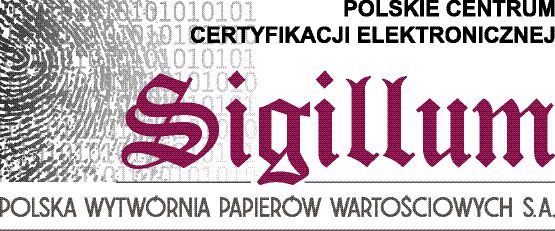 POLSKIE CENTRUM
CERTYFIKACJI ELEKTRONICZNEJ
Sigillum
POLSKA WYTWÓRNIA PAPIERÓW WARTOŚCIOWYCH S.A.